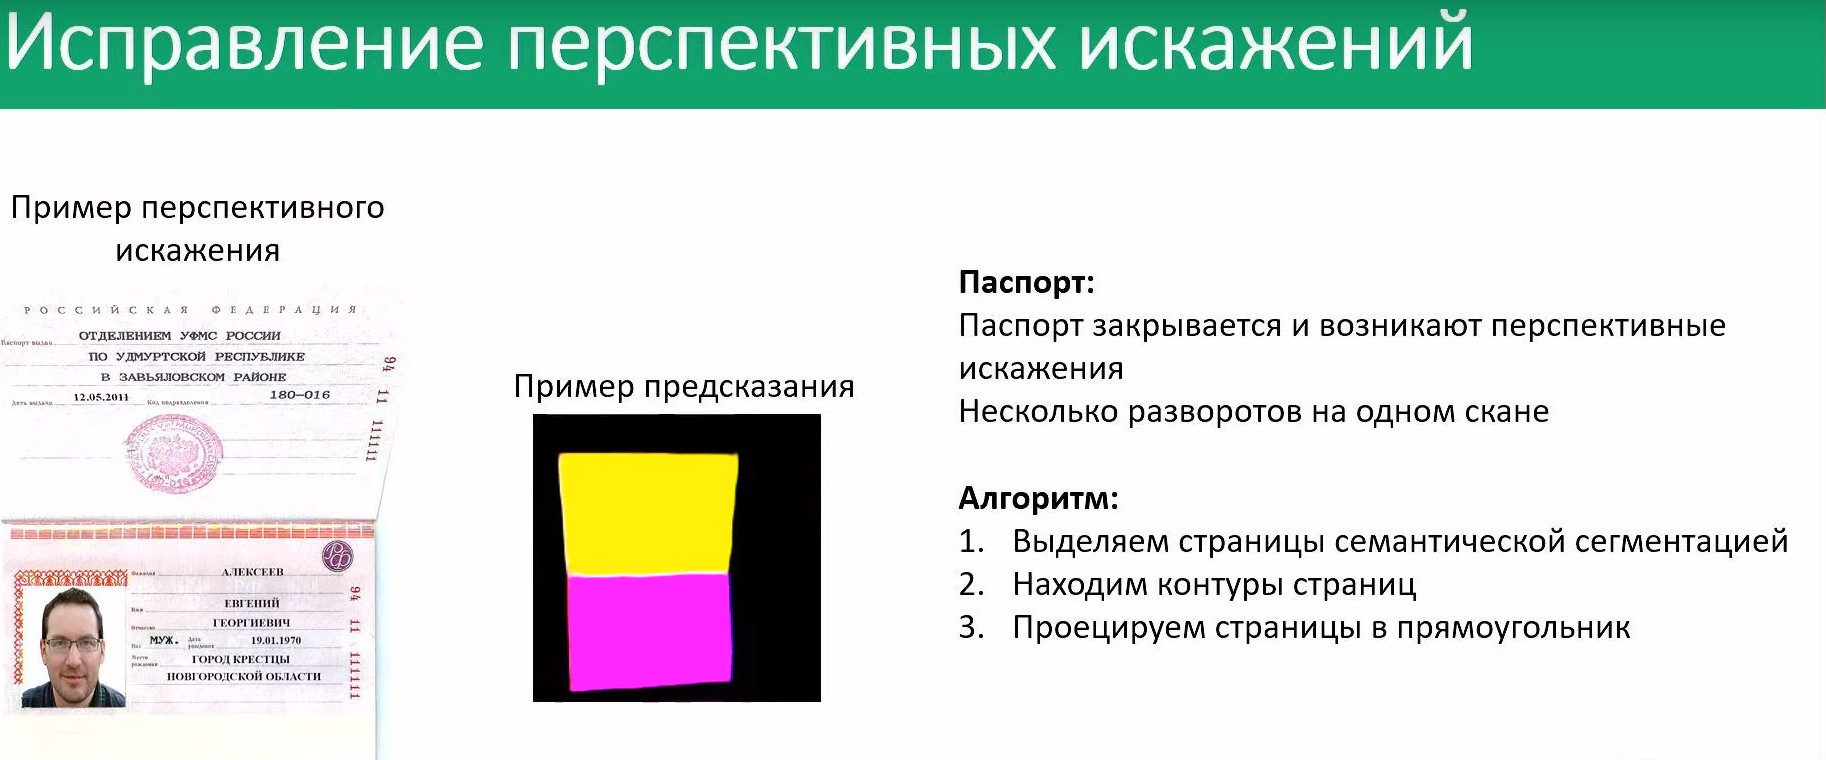 Исправление перспективных искажений
Пример перспективного
искажения
РОССИЙСКАЯ ФЕДЕРАЦИЯ
Паспорт выдан
ОТДЕЛЕНИЕМ УФМС РОССИИ
ПО УДМУРТСКОЙ РЕСПУБЛИКЕ
В ЗАВЬЯЛОВСКОМ РАЙОНЕ
Дата выдачи 12.05.2011 Код подразделения 180-016
94 11 111111
Фамилия АЛЕКСЕЕВ
Имя ЕВГЕНИЙ
Отчество ГЕОРГИЕВИЧ
Пол МУЖ. Дата рождения 19.01.1970
Место рождения ГОРОД КРЕСТЦЫ
НОВГОРОДСКОЙ ОБЛАСТИ
94 11 111111
Пример предсказания
Паспорт:
Паспорт закрывается и возникают перспективные
искажения
Несколько разворотов на одном скане
Алгоритм:
1. Выделяем страницы семантической сегментацией
2. Находим контуры страниц
3. Проецируем страницы в прямоугольник